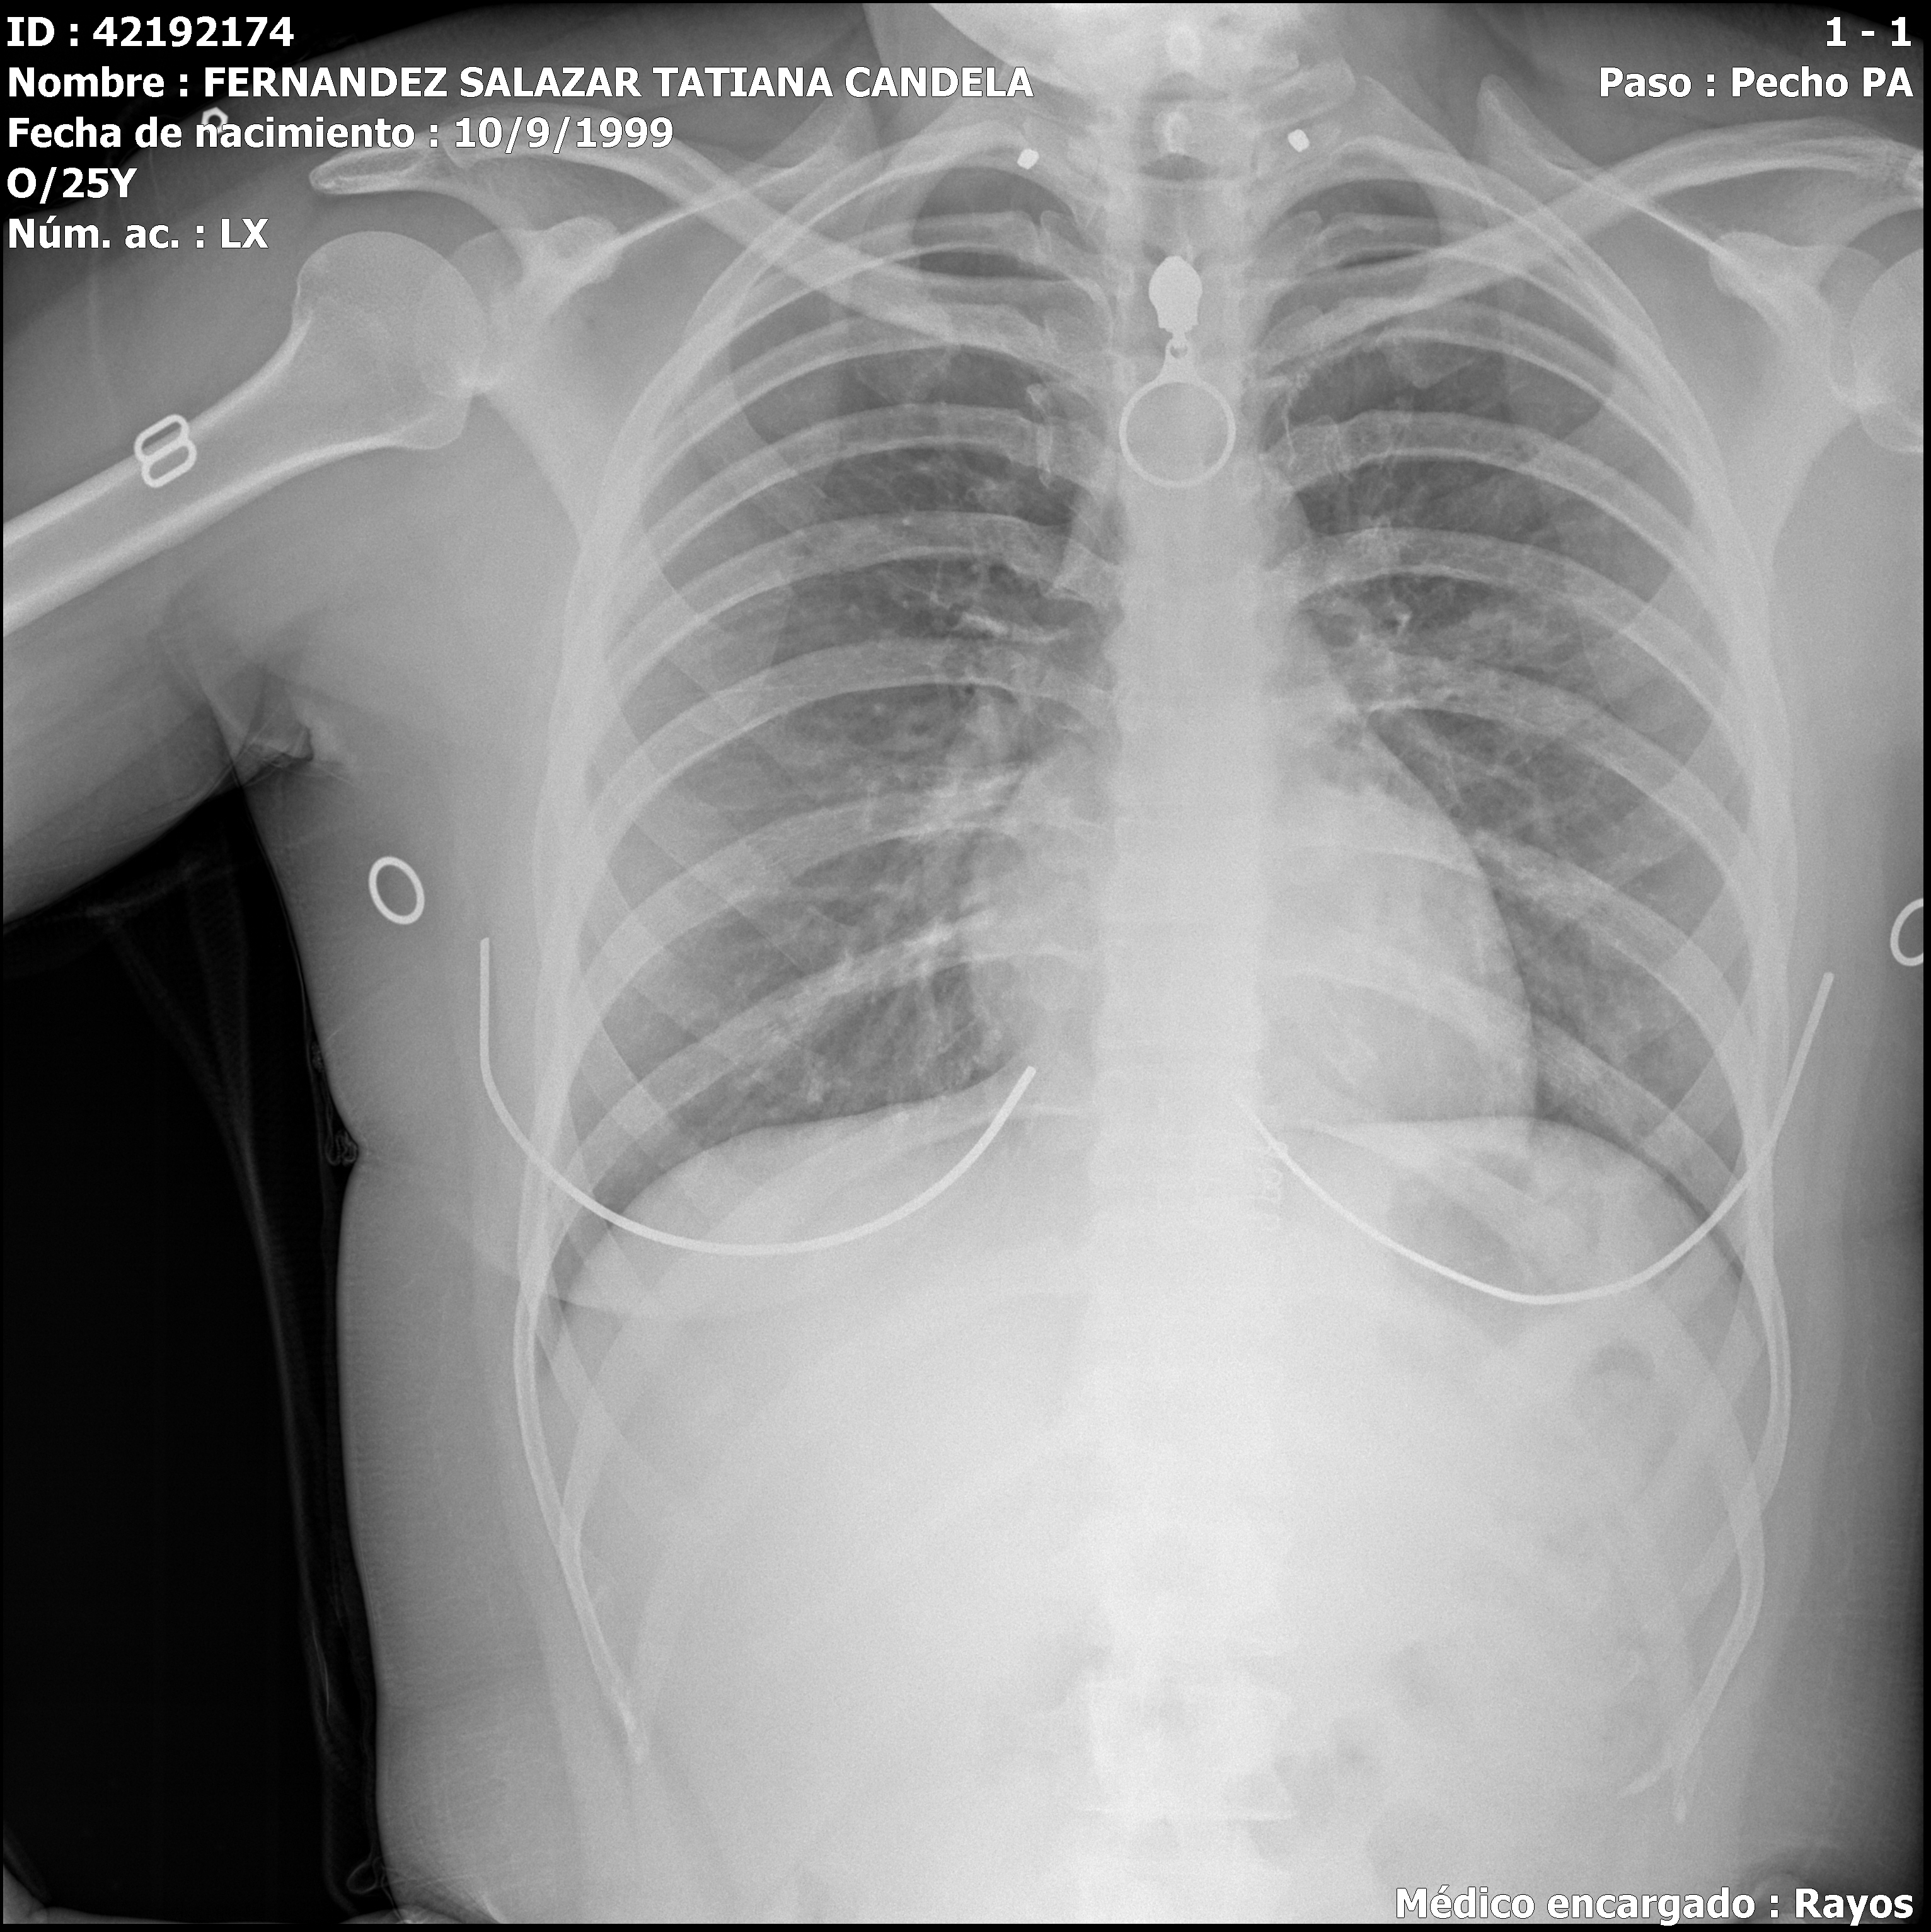 ID : 42192174
1 - 1
Nombre : FERNANDEZ SALAZAR TATIANA CANDELA
Paso : Pecho PA
Fecha de nacimiento : 10/9/1999
O/25Y
Núm. ac. : LX
Médico encargado : Rayos